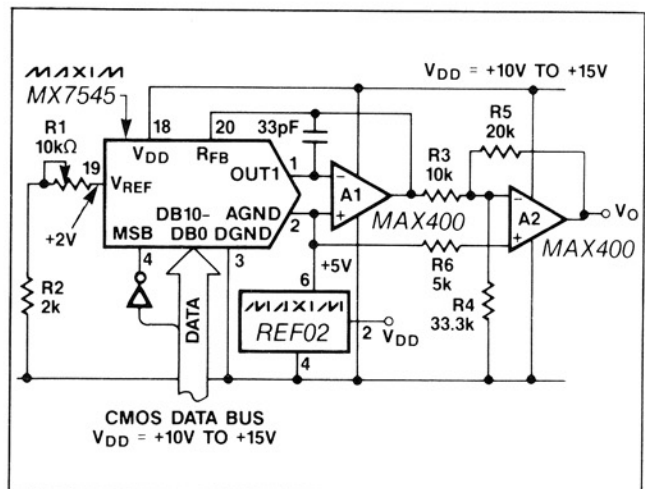 MAXIM
MX7545
R1
10kΩ
19
18
VDD
20
RFB
33pF
VDD = +10V TO +15V
R5
20k
VREF
OUT1
1
A1
R3
10k
A2
VO
+2V
MSB
DB10-
DB0
AGND
DGND
2
MAX400
MAX400
4
3
6
+5V
R6
5k
R2
2k
DATA
MAXIM
REF02
2
VDD
4
R4
33.3k
CMOS DATA BUS
VDD = +10V TO +15V